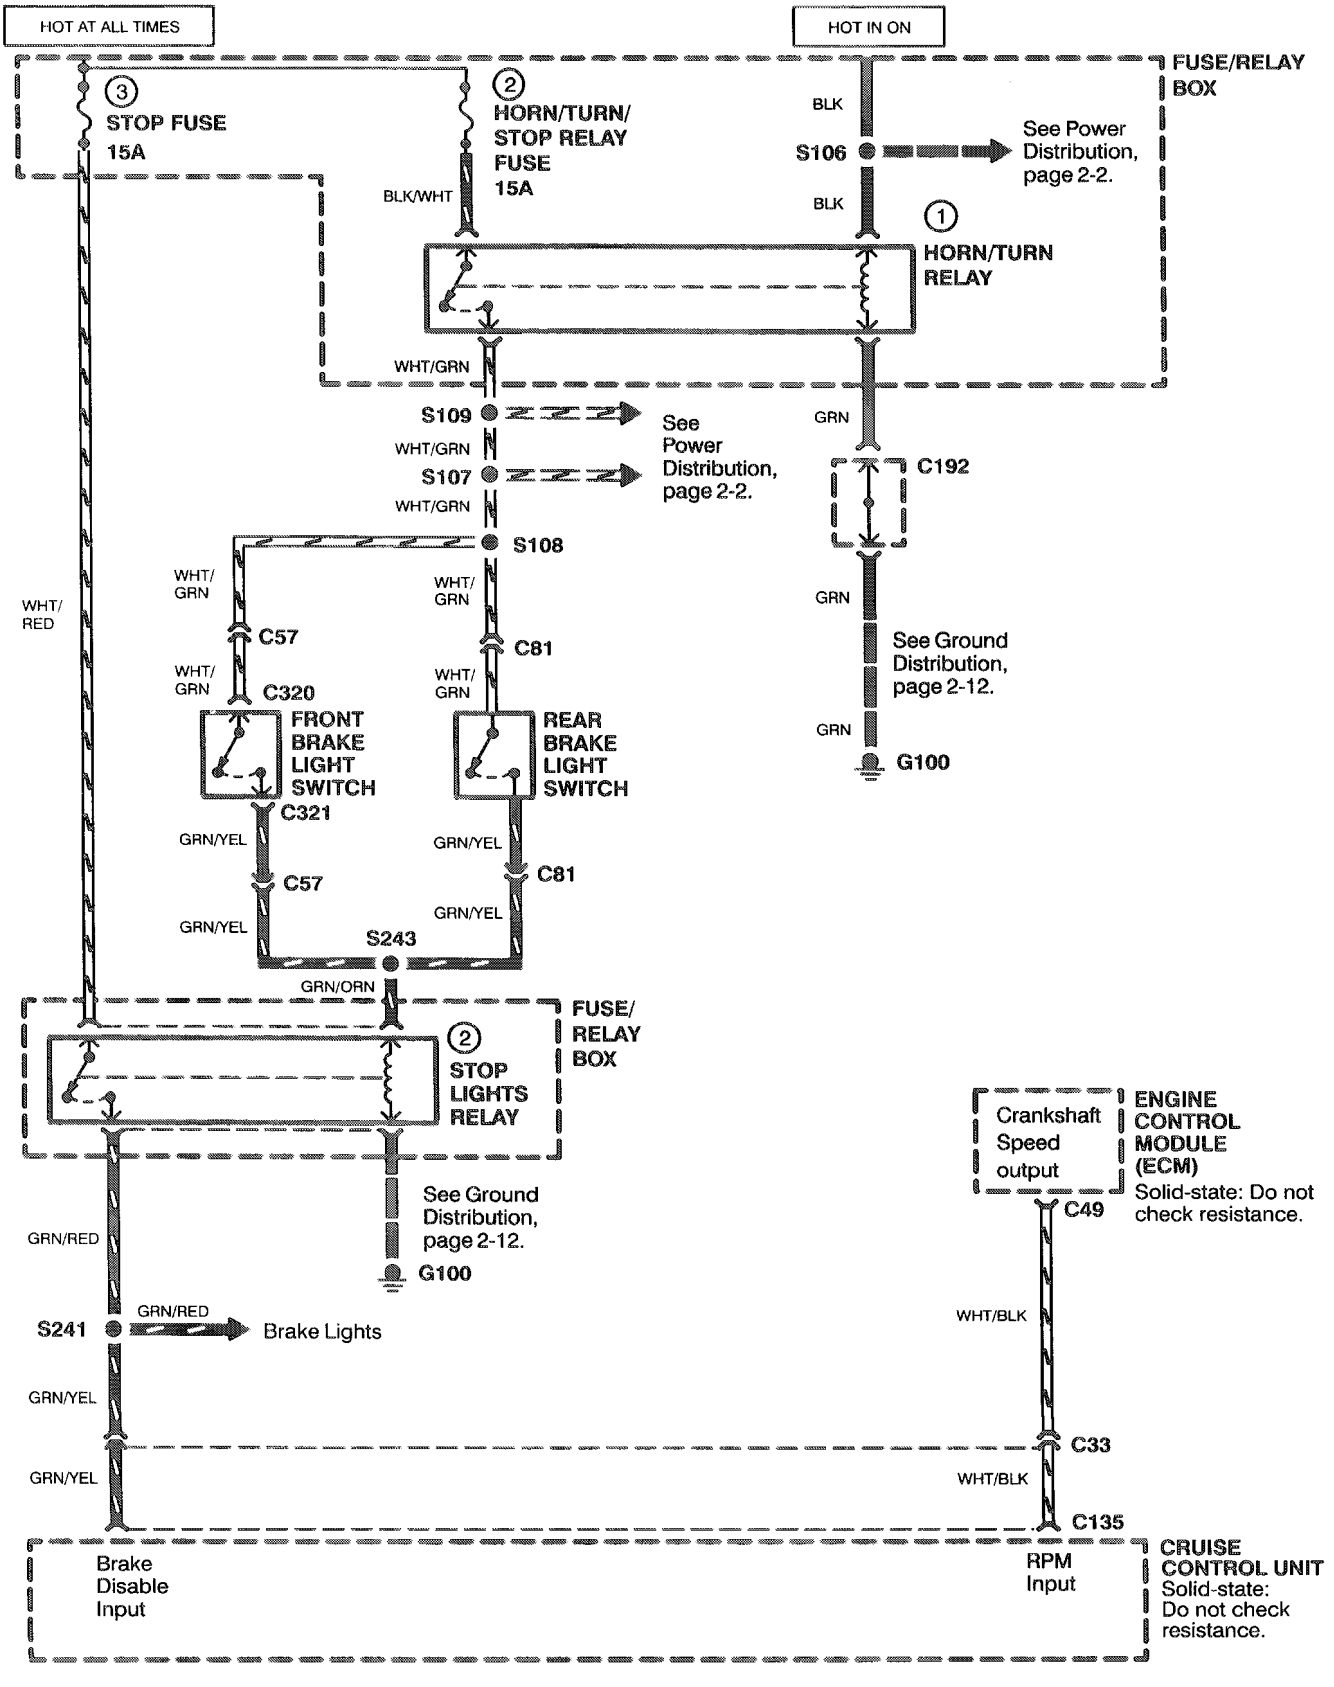 HOT AT ALL TIMES
HOT IN ON
FUSE/RELAY
BOX
3
STOP FUSE
15A
2
HORN/TURN/
STOP RELAY
FUSE
15A
BLK/WHT
BLK
S106
See Power
Distribution,
page 2-2.
BLK
1
HORN/TURN
RELAY
WHT/GRN
S109
WHT/GRN
S107
WHT/GRN
See
Power
Distribution,
page 2-2.
GRN
C192
S108
WHT/
GRN
WHT/
GRN
WHT/
RED
GRN
C57
C81
See Ground
Distribution,
page 2-12.
WHT/
GRN
C320
WHT/
GRN
FRONT
BRAKE
LIGHT
SWITCH
REAR
BRAKE
LIGHT
SWITCH
GRN
G100
C321
GRN/YEL
GRN/YEL
C57
C81
GRN/YEL
GRN/YEL
S243
GRN/ORN
FUSE/
RELAY
BOX
2
STOP
LIGHTS
RELAY
Crankshaft
Speed
output
ENGINE
CONTROL
MODULE
(ECM)
Solid-state: Do not
check resistance.
C49
See Ground
Distribution,
page 2-12.
GRN/RED
G100
S241
GRN/RED
Brake Lights
WHT/BLK
GRN/YEL
C33
GRN/YEL
WHT/BLK
C135
Brake
Disable
Input
RPM
Input
CRUISE
CONTROL UNIT
Solid-state:
Do not check
resistance.